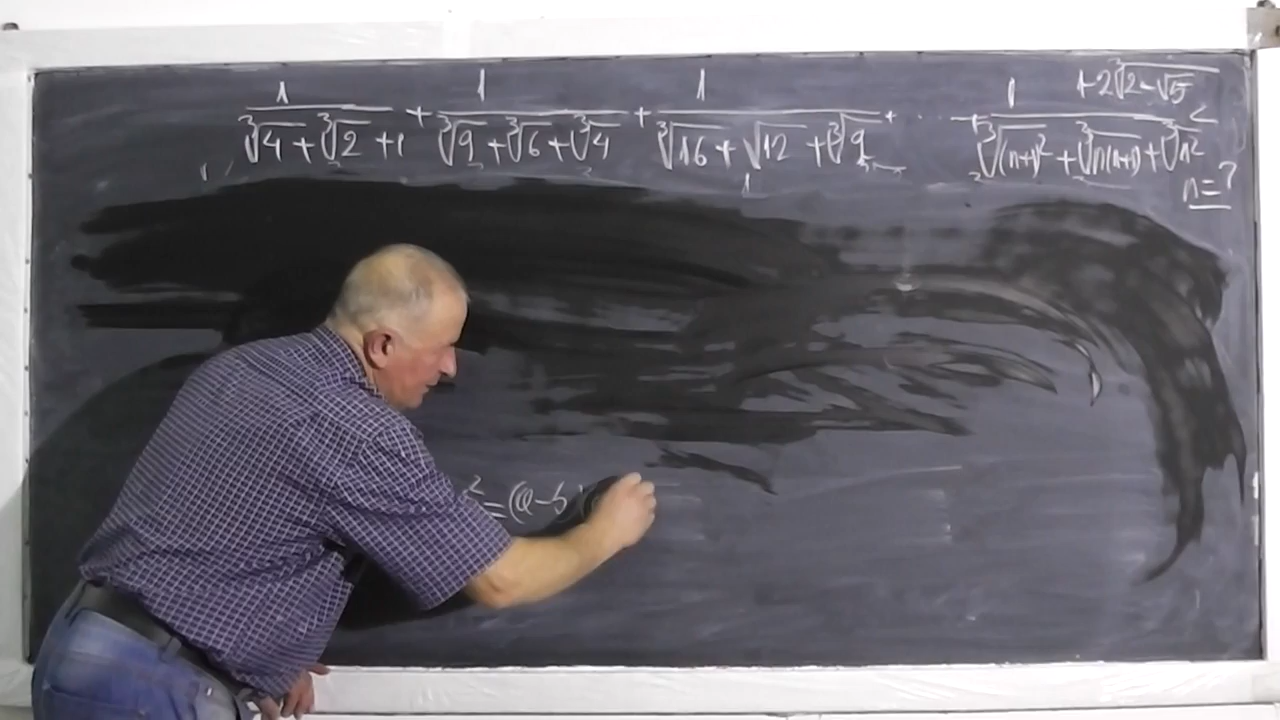 1/(∛4+∛2+1) + 1/(∛9+∛6+∛4) + 1/(∛16+√12+∛9) + ... + 1/(∛(n+1)²+∛n(n+1)+∛n²) < 1+2∛2-√5
n=?
²=(a-b)